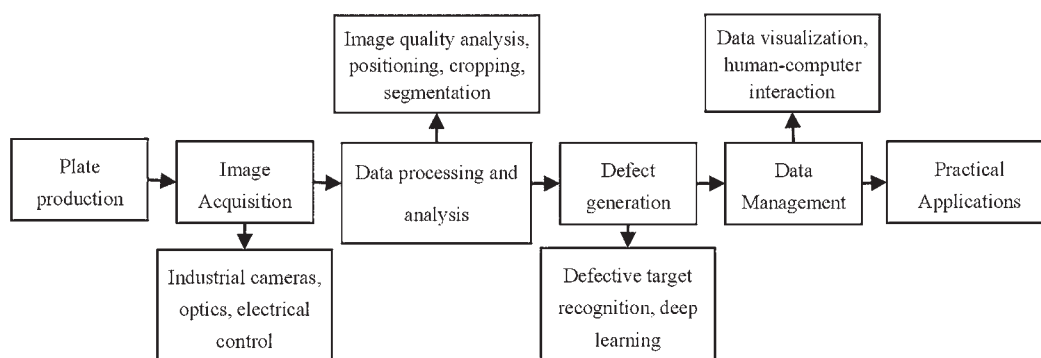 Image quality analysis,
positioning, cropping,
segmentation
Data visualization,
human-computer
interaction
Plate
production
Image
Acquisition
Data processing and
analysis
Defect
generation
Data
Management
Practical
Applications
Industrial cameras,
optics, electrical
control
Defective target
recognition, deep
learning